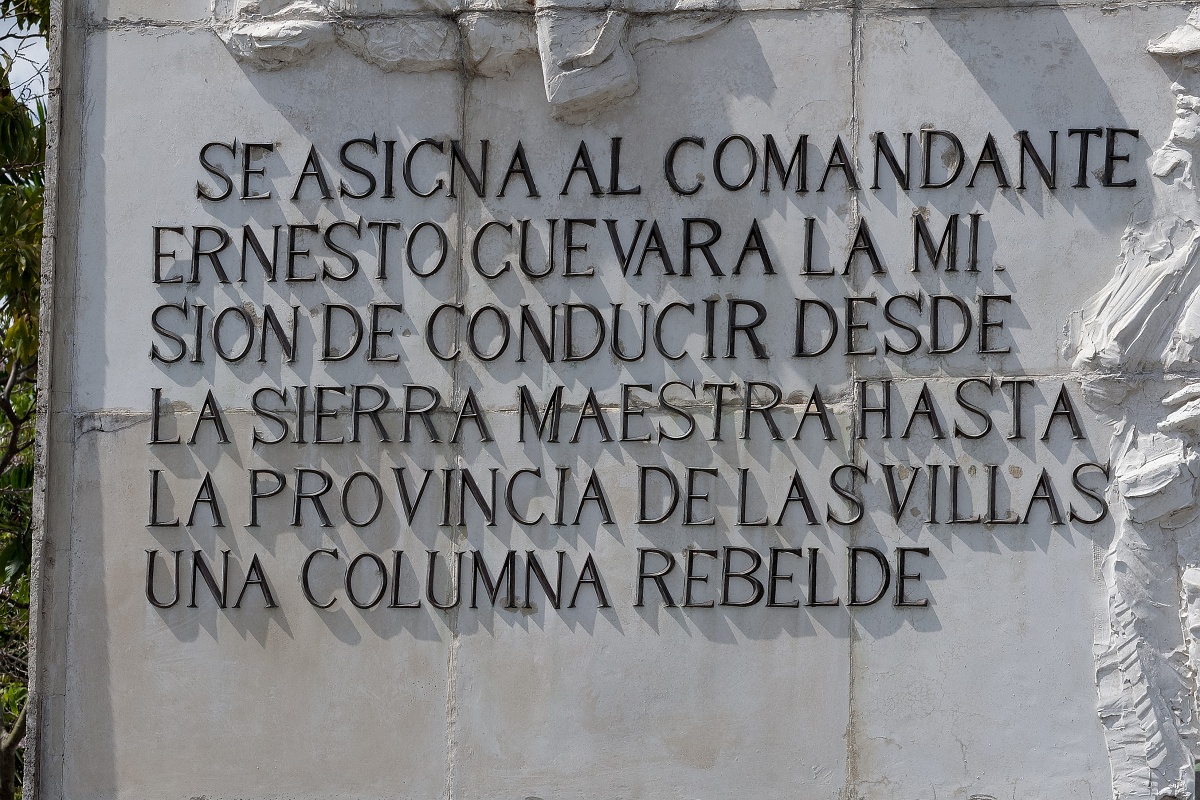 SE ASIGNA AL COMANDANTE
ERNESTO GUEVARA LA MI-
SION DE CONDUCIR DESDE
LA SIERRA MAESTRA HASTA
LA PROVINCIA DE LAS VILLAS
UNA COLUMNA REBELDE